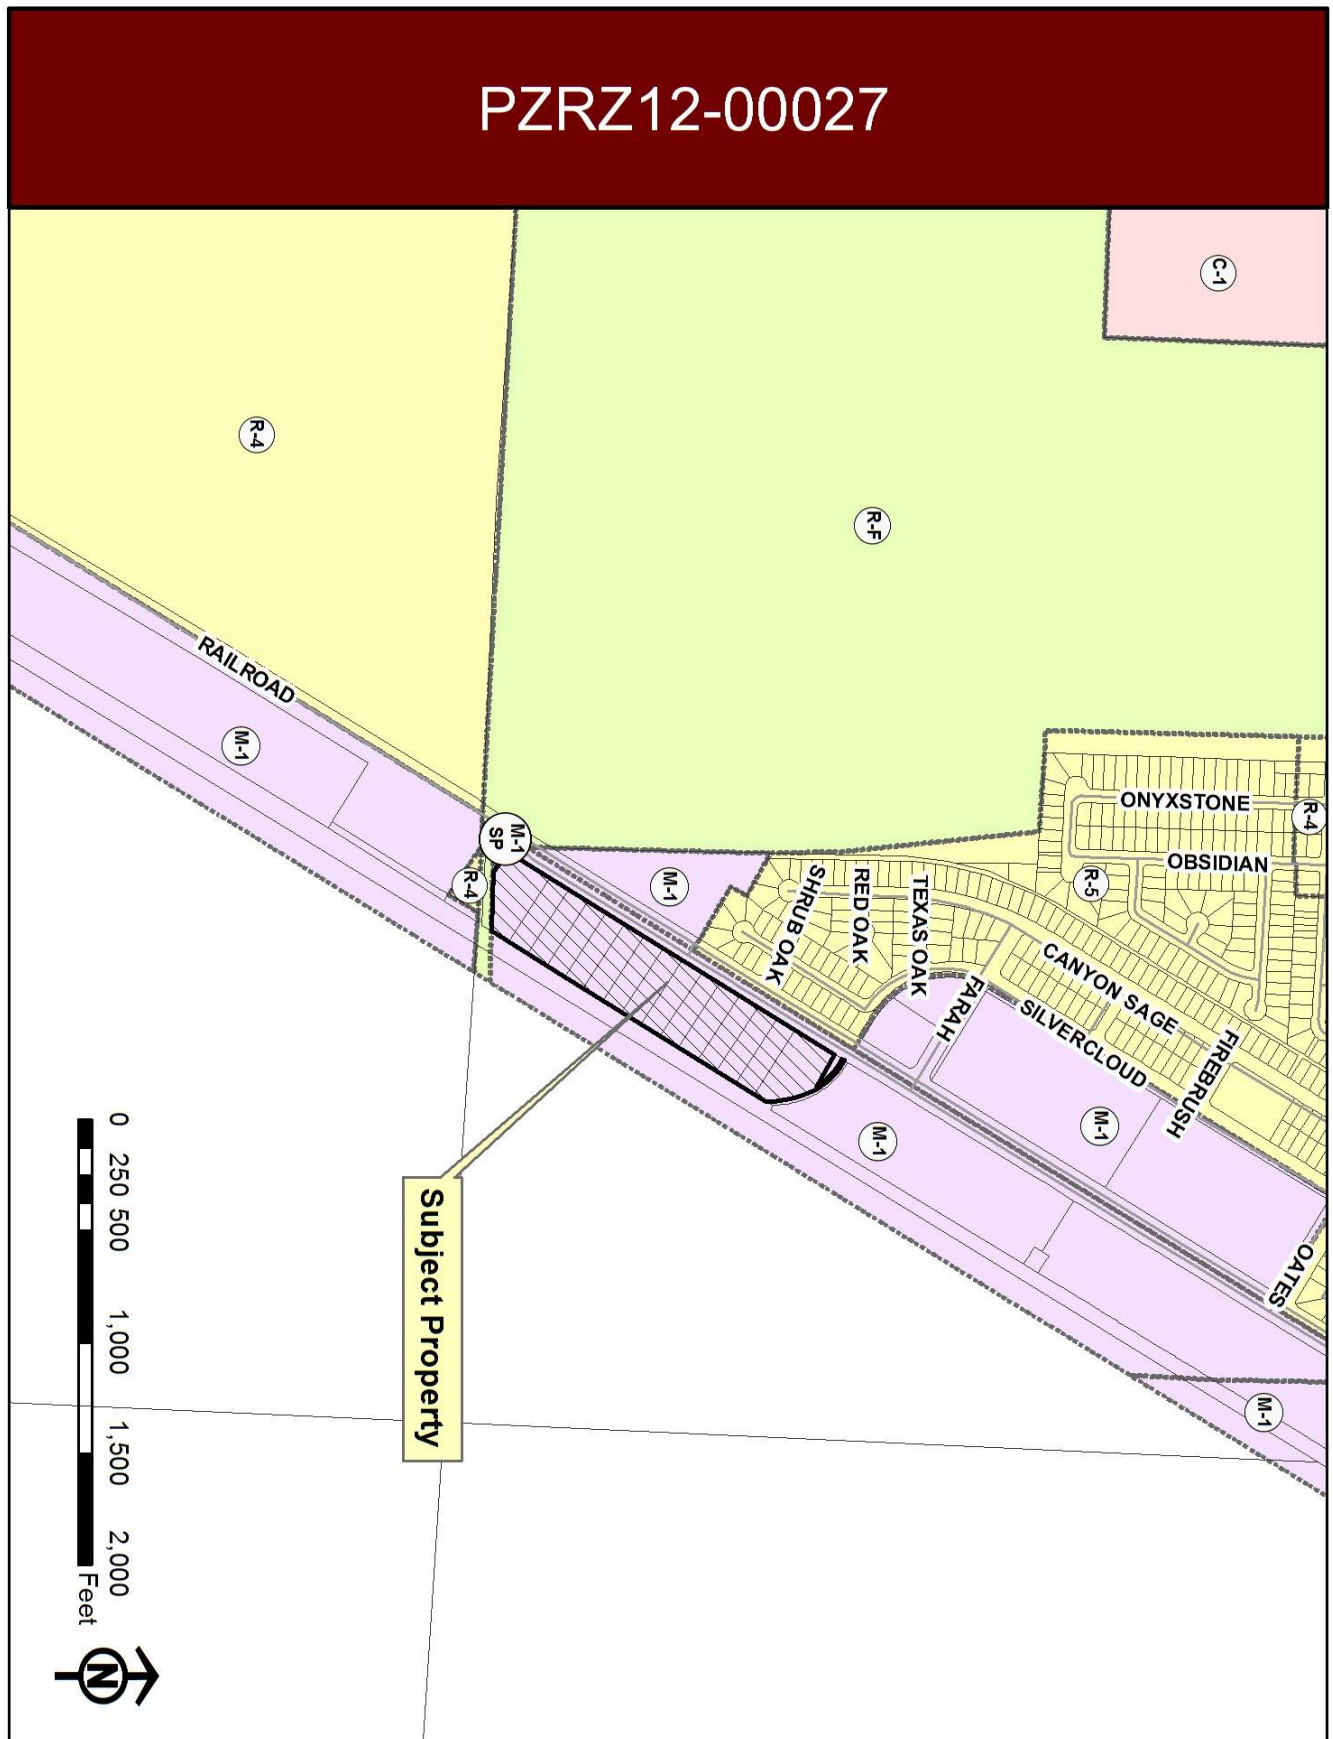 PZRZ12-00027
C-1
R-4
R-F
RAILROAD
M-1
ONYXSTONE
R-4
OBSIDIAN
R-5
M-1
SP
R-4
M-1
SHRUB OAK
RED OAK
TEXAS OAK
CANYON SAGE
FARAH
SILVERCLOUD
FIREBRUSH
M-1
M-1
OATES
M-1
Subject Property
0 250 500 1,000 1,500 2,000
Feet
N